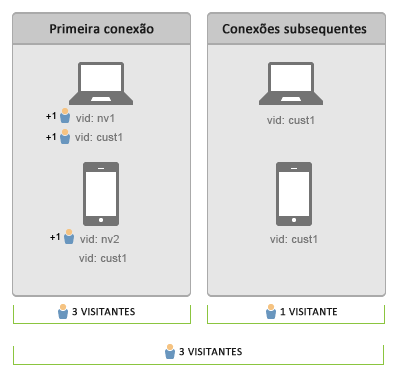 Primeira conexão
Conexões subsequentes
+1 vid: nv1
+1 vid: cust1
vid: cust1
+1 vid: nv2
vid: cust1
vid: cust1
3 VISITANTES
1 VISITANTE
3 VISITANTES